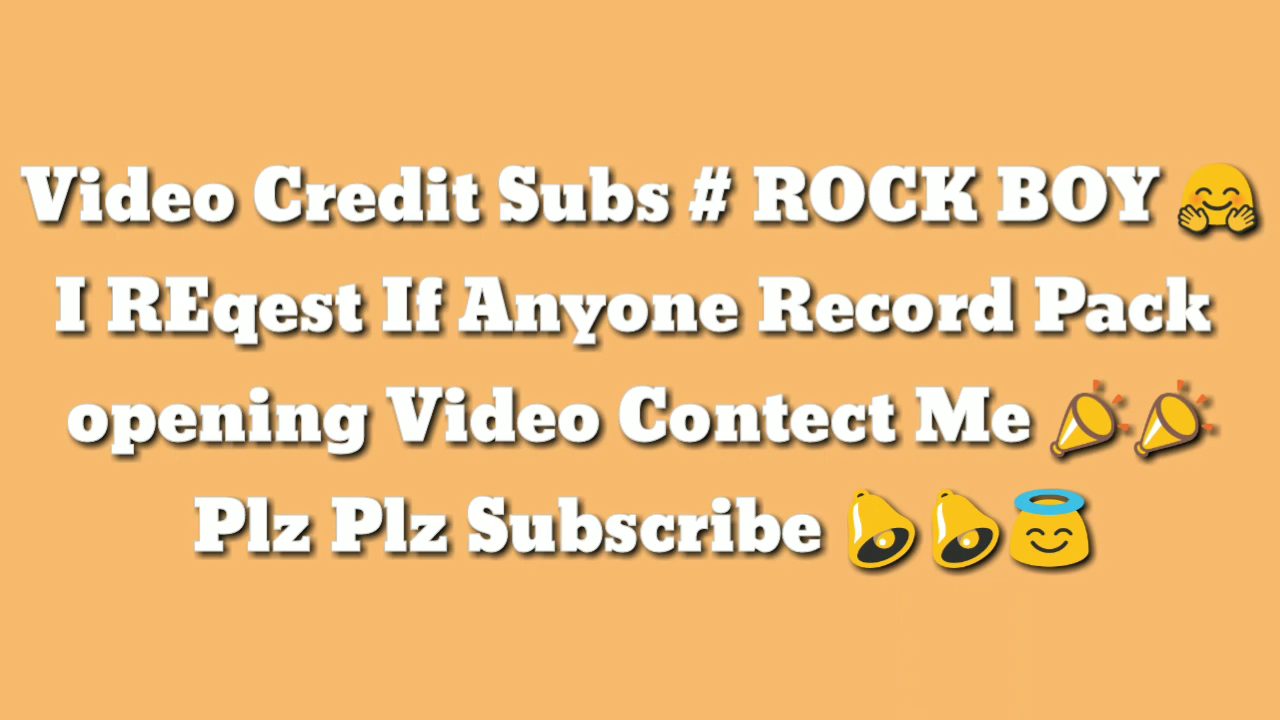 Video Credit Subs # ROCK BOY 🤗
I REqest If Anyone Record Pack
opening Video Contect Me 🎉🎉
Plz Plz Subscribe 🔔🔔😇